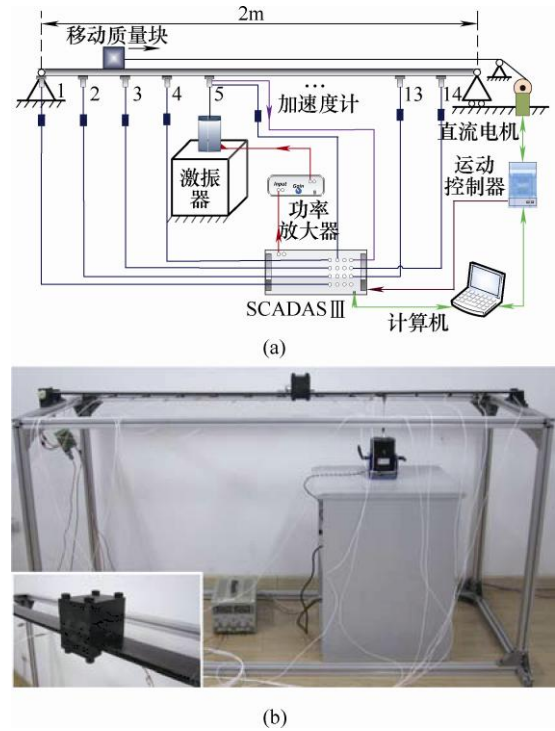 2m
移动质量块
1
2
3
4
5
...
13
14
加速度计
直流电机
激振器
Input
Gain
功率
放大器
运动
控制器
SCADASⅢ
计算机
(a)
(b)